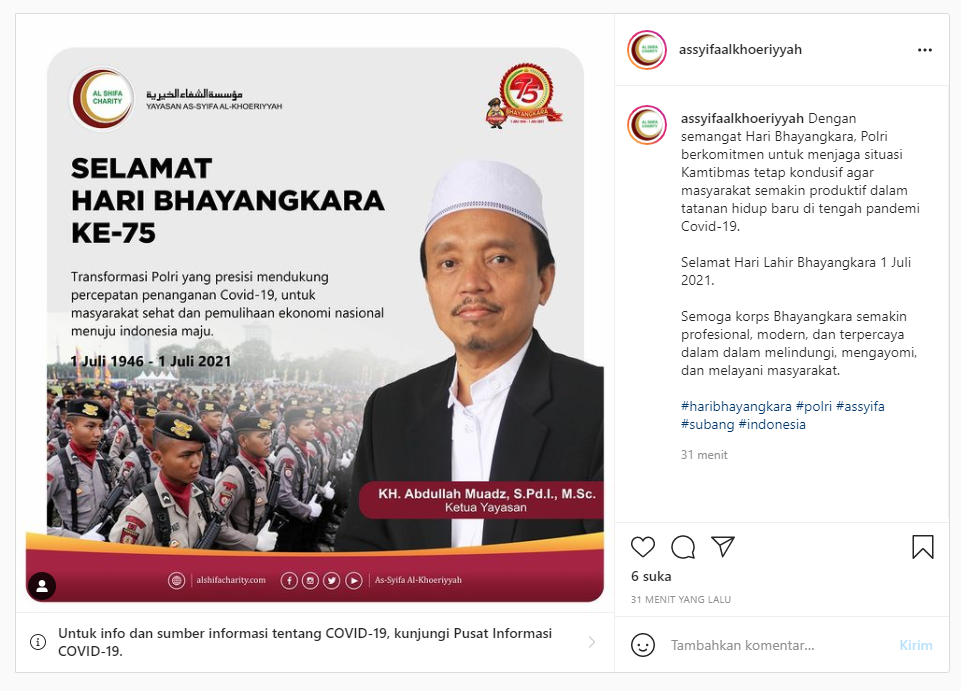 AL SHIFA
CHARITY
مؤسسة الشفاء الخيرية
YAYASAN AS-SYIFA AL-KHOERIYYAH
75
BHAYANGKARA
1 JULI 1946 - 1 JULI 2021
SELAMAT
HARI BHAYANGKARA
KE-75
Transformasi Polri yang presisi mendukung
percepatan penanganan Covid-19, untuk
masyarakat sehat dan pemulihaan ekonomi nasional
menuju indonesia maju.
1 Juli 1946 - 1 Juli 2021
KH. Abdullah Muadz, S.Pd.I., M.Sc.
Ketua Yayasan
alshifacharity.com
As-Syifa Al-Khoeriyyah
Untuk info dan sumber informasi tentang COVID-19, kunjungi Pusat Informasi
COVID-19.
assyifaalkhoeriyyah
assyifaalkhoeriyyah Dengan
semangat Hari Bhayangkara, Polri
berkomitmen untuk menjaga situasi
Kamtibmas tetap kondusif agar
masyarakat semakin produktif dalam
tatanan hidup baru di tengah pandemi
Covid-19.
Selamat Hari Lahir Bhayangkara 1 Juli
2021.
Semoga korps Bhayangkara semakin
profesional, modern, dan terpercaya
dalam dalam melindungi, mengayomi,
dan melayani masyarakat.
#haribhayangkara #polri #assyifa
#subang #indonesia
31 menit
6 suka
31 MENIT YANG LALU
Tambahkan komentar...
Kirim